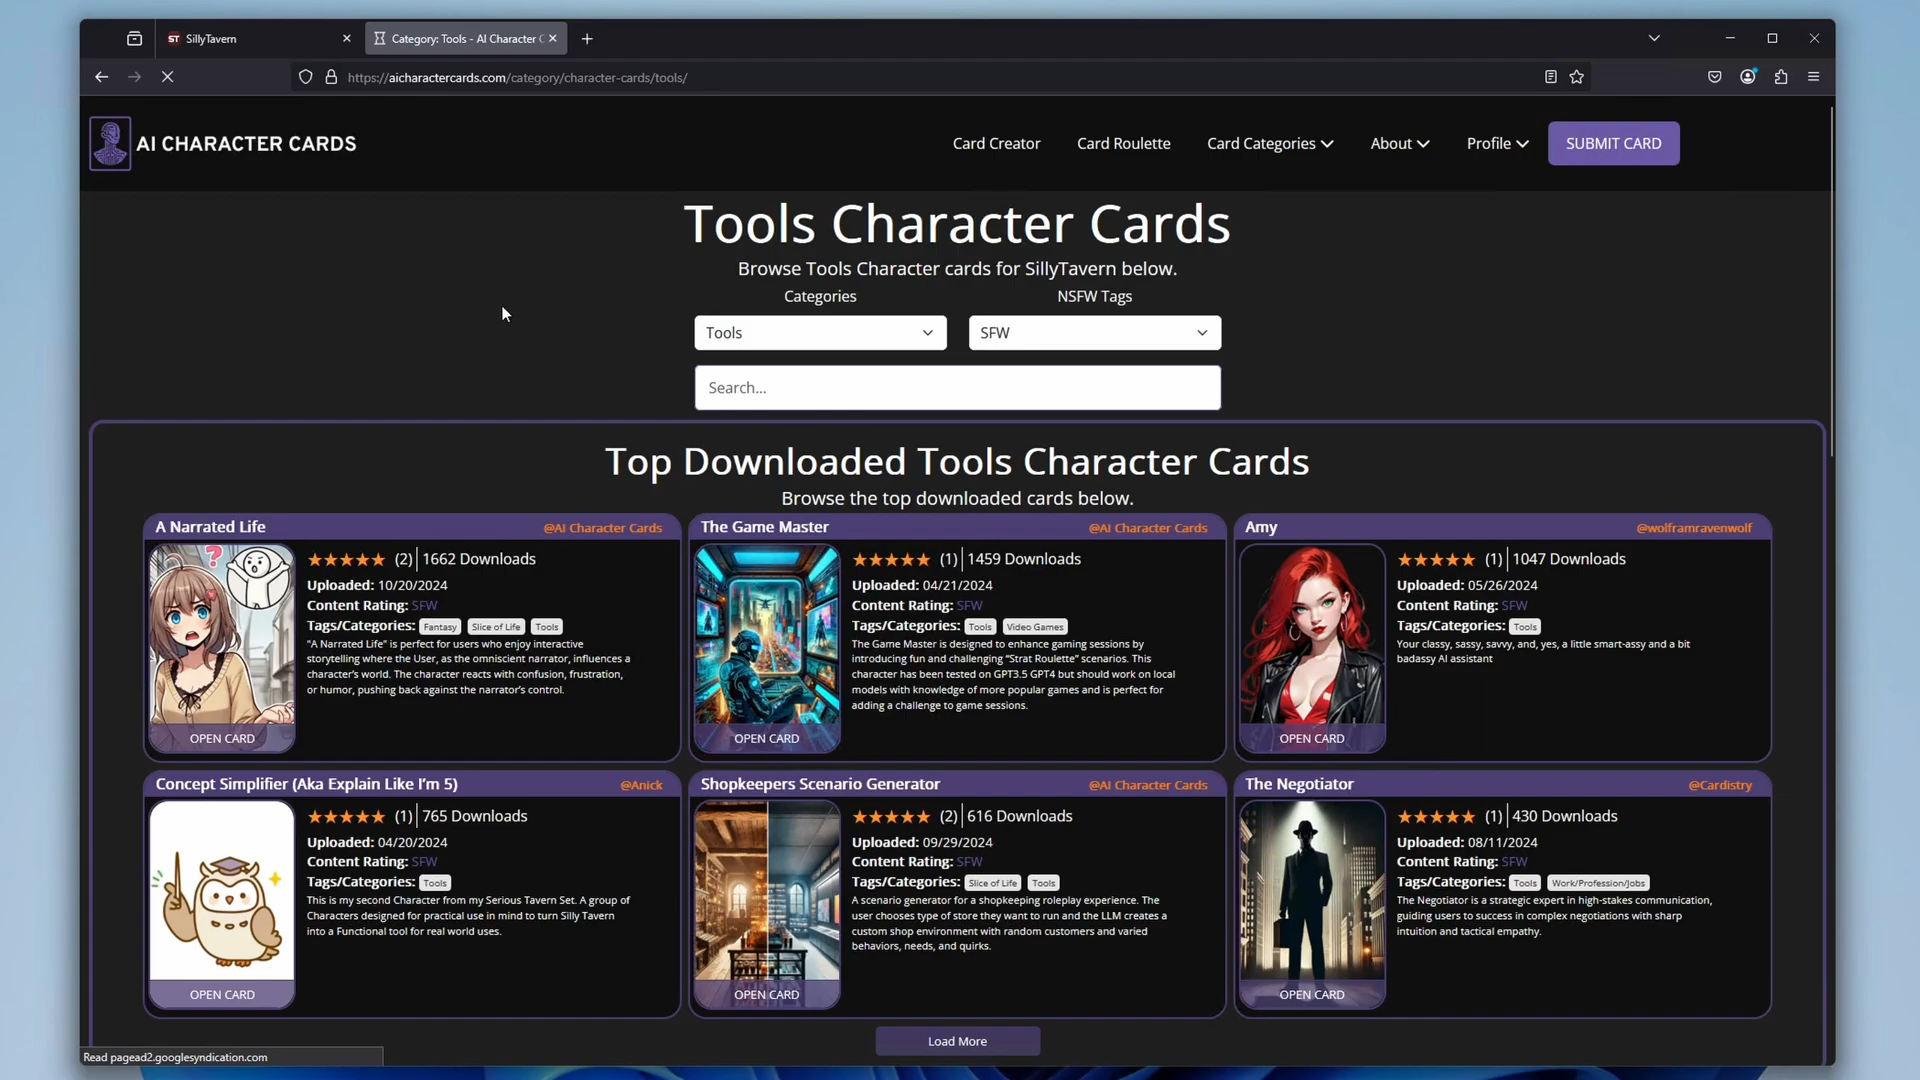 SillyTavern
Category: Tools - AI Character C
https://aicharactercards.com/category/character-cards/tools/
AI CHARACTER CARDS
Card Creator
Card Roulette
Card Categories
About
Profile
SUBMIT CARD
Tools Character Cards
Browse Tools Character cards for SillyTavern below.
Categories
NSFW Tags
Tools
SFW
Search...
Top Downloaded Tools Character Cards
Browse the top downloaded cards below.
A Narrated Life
@AI Character Cards
(2) 1662 Downloads
Uploaded: 10/20/2024
Content Rating: SFW
Tags/Categories: Fantasy Slice of Life Tools
"A Narrated Life" is perfect for users who enjoy interactive
storytelling where the User, as the omniscient narrator, influences a
character's world. The character reacts with confusion, frustration,
or humor, pushing back against the narrator's control.
?
OPEN CARD
The Game Master
@AI Character Cards
(1) 1459 Downloads
Uploaded: 04/21/2024
Content Rating: SFW
Tags/Categories: Tools Video Games
The Game Master is designed to enhance gaming sessions by
introducing fun and challenging "Strat Roulette" scenarios. This
character has been tested on GPT3.5 GPT4 but should work on local
models with knowledge of more popular games and is perfect for
adding a challenge to game sessions.
OPEN CARD
Amy
@wolframravenwolf
(1) 1047 Downloads
Uploaded: 05/26/2024
Content Rating: SFW
Tags/Categories: Tools
Your classy, sassy, savvy, and, yes, a little smart-assy and a bit
badassy AI assistant
OPEN CARD
Concept Simplifier (Aka Explain Like I'm 5)
@Anick
(1) 765 Downloads
Uploaded: 04/20/2024
Content Rating: SFW
Tags/Categories: Tools
This is my second Character from my Serious Tavern Set. A group of
Characters designed for practical use in mind to turn Silly Tavern
into a Functional tool for real world uses.
OPEN CARD
Shopkeepers Scenario Generator
@AI Character Cards
(2) 616 Downloads
Uploaded: 09/29/2024
Content Rating: SFW
Tags/Categories: Slice of Life Tools
A scenario generator for a shopkeeping roleplay experience. The
user chooses type of store they want to run and the LLM creates a
custom shop environment with random customers and varied
behaviors, needs, and quirks.
OPEN CARD
The Negotiator
@Cardistry
(1) 430 Downloads
Uploaded: 08/11/2024
Content Rating: SFW
Tags/Categories: Tools Work/Profession/Jobs
The Negotiator is a strategic expert in high-stakes communication,
guiding users to success in complex negotiations with sharp
intuition and tactical empathy.
OPEN CARD
Load More
Read pagead2.googlesyndication.com